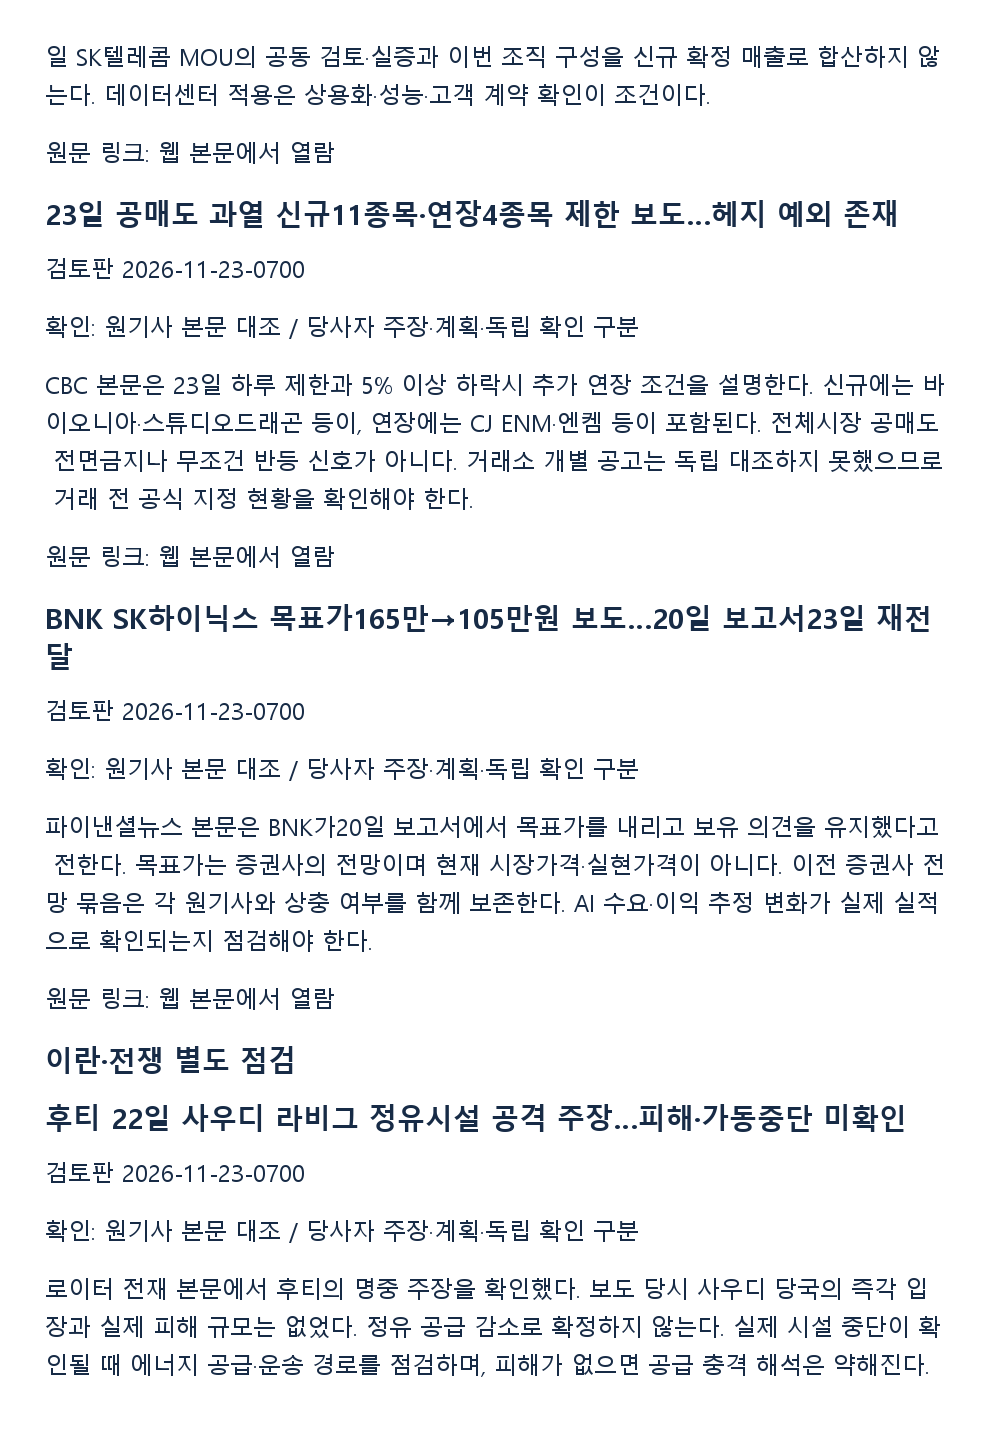 일 SK텔레콤 MOU의 공동 검토·실증과 이번 조직 구성을 신규 확정 매출로 합산하지 않
는다. 데이터센터 적용은 상용화·성능·고객 계약 확인이 조건이다.
원문 링크: 웹 본문에서 열람
23일 공매도 과열 신규11종목·연장4종목 제한 보도...헤지 예외 존재
검토판 2026-11-23-0700
확인: 원기사 본문 대조 / 당사자 주장·계획·독립 확인 구분
CBC 본문은 23일 하루 제한과 5% 이상 하락시 추가 연장 조건을 설명한다. 신규에는 바
이오니아·스튜디오드래곤 등이, 연장에는 CJ ENM·엔켐 등이 포함된다. 전체시장 공매도
전면금지나 무조건 반등 신호가 아니다. 거래소 개별 공고는 독립 대조하지 못했으므로
거래 전 공식 지정 현황을 확인해야 한다.
원문 링크: 웹 본문에서 열람
BNK SK하이닉스 목표가165만→105만원 보도...20일 보고서23일 재전
달
검토판 2026-11-23-0700
확인: 원기사 본문 대조 / 당사자 주장·계획·독립 확인 구분
파이낸셜뉴스 본문은 BNK가20일 보고서에서 목표가를 내리고 보유 의견을 유지했다고
전한다. 목표가는 증권사의 전망이며 현재 시장가격·실현가격이 아니다. 이전 증권사 전
망 묶음은 각 원기사와 상충 여부를 함께 보존한다. AI 수요·이익 추정 변화가 실제 실적
으로 확인되는지 점검해야 한다.
원문 링크: 웹 본문에서 열람
이란·전쟁 별도 점검
후티 22일 사우디 라비그 정유시설 공격 주장...피해·가동중단 미확인
검토판 2026-11-23-0700
확인: 원기사 본문 대조 / 당사자 주장·계획·독립 확인 구분
로이터 전재 본문에서 후티의 명중 주장을 확인했다. 보도 당시 사우디 당국의 즉각 입
장과 실제 피해 규모는 없었다. 정유 공급 감소로 확정하지 않는다. 실제 시설 중단이 확
인될 때 에너지 공급·운송 경로를 점검하며, 피해가 없으면 공급 충격 해석은 약해진다.